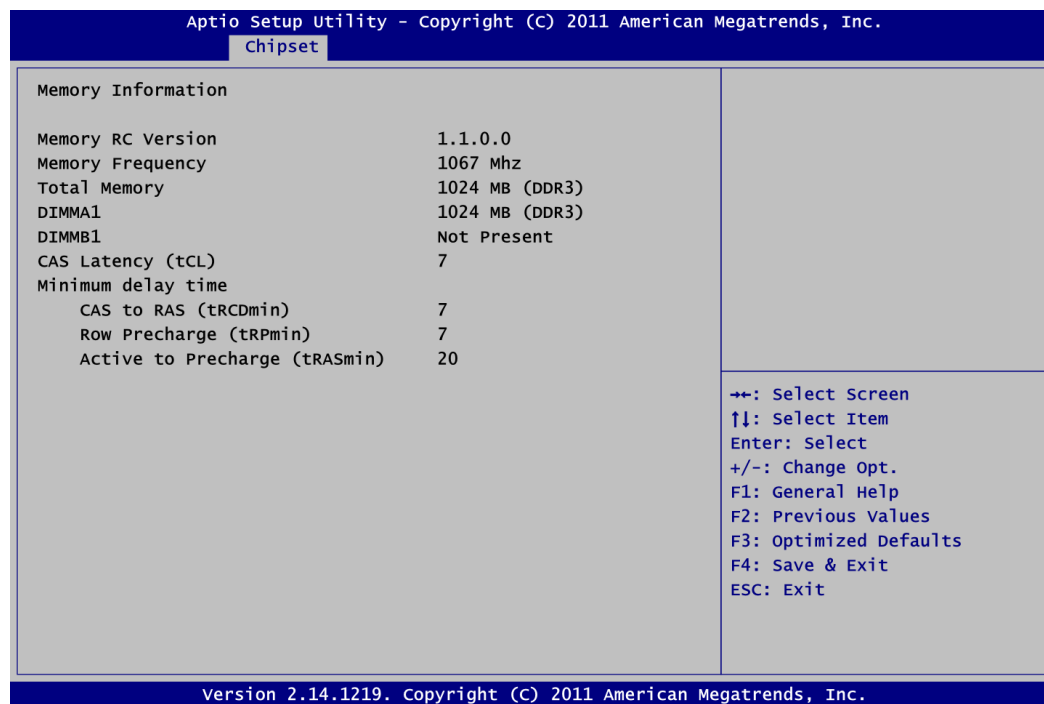 Aptio Setup Utility - Copyright (C) 2011 American Megatrends, Inc.
Chipset
Memory Information
Memory RC Version 1.1.0.0
Memory Frequency 1067 Mhz
Total Memory 1024 MB (DDR3)
DIMMA1 1024 MB (DDR3)
DIMMB1 Not Present
CAS Latency (tCL) 7
Minimum delay time
CAS to RAS (tRCDmin) 7
Row Precharge (tRPmin) 7
Active to Precharge (tRASmin) 20
→←: Select Screen
↑↓: Select Item
Enter: Select
+/-: Change Opt.
F1: General Help
F2: Previous Values
F3: Optimized Defaults
F4: Save & Exit
ESC: Exit
Version 2.14.1219. Copyright (C) 2011 American Megatrends, Inc.